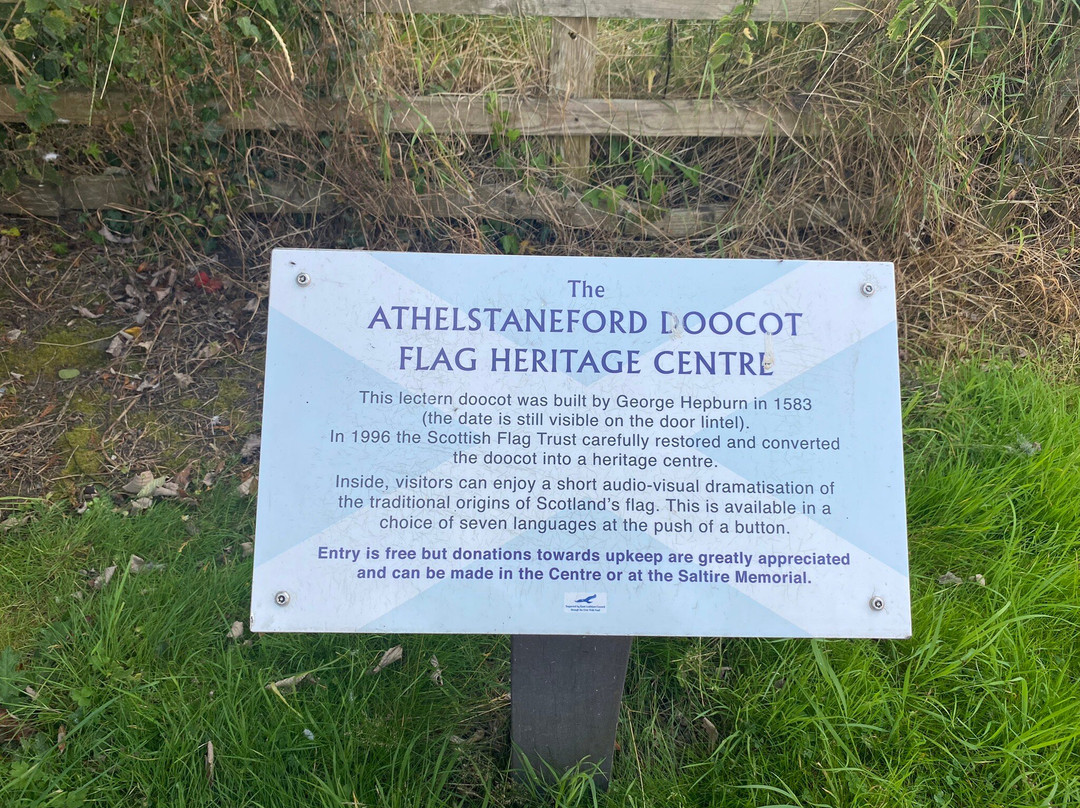 The
ATHELSTANEFORD DOOCOT
FLAG HERITAGE CENTRE
This lectern doocot was built by George Hepburn in 1583
(the date is still visible on the door lintel).
In 1996 the Scottish Flag Trust carefully restored and converted
the doocot into a heritage centre.
Inside, visitors can enjoy a short audio-visual dramatisation of
the traditional origins of Scotland's flag. This is available in a
choice of seven languages at the push of a button.
Entry is free but donations towards upkeep are greatly appreciated
and can be made in the Centre or at the Saltire Memorial.